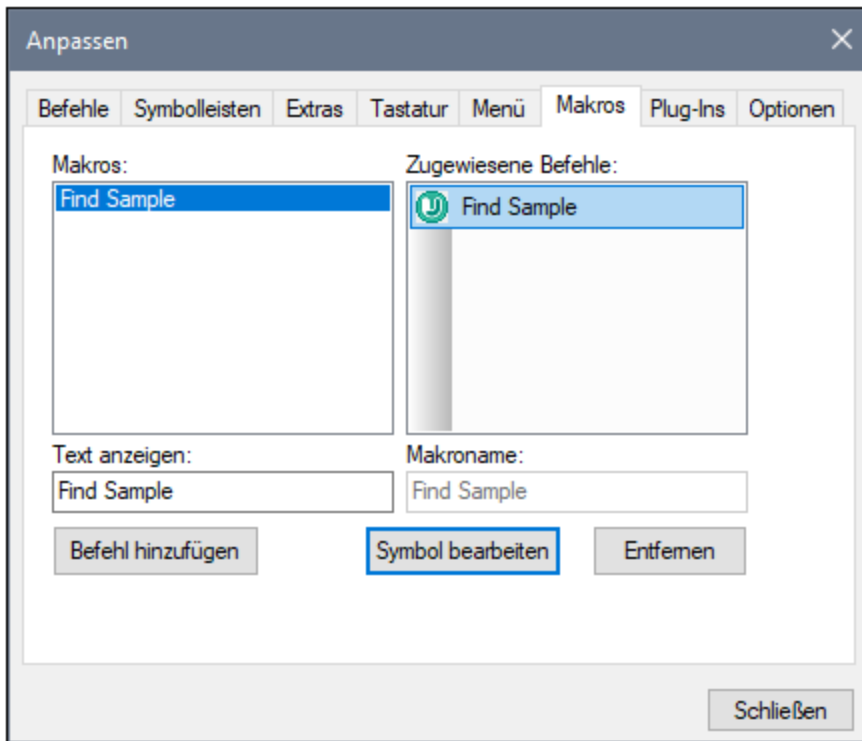 Anpassen
Befehle Symbolleisten Extras Tastatur Menü Makros Plug-Ins Optionen
Makros: Zugewiesene Befehle:
Find Sample Find Sample
Text anzeigen: Makroname:
Find Sample Find Sample
Befehl hinzufügen Symbol bearbeiten Entfernen
Schließen